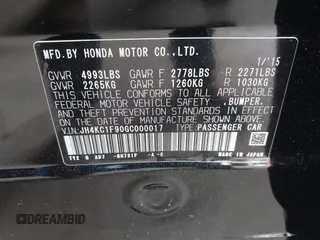 MFD.BY HONDA MOTOR CO.,LTD. 1/'15
GVWR 4993LBS GAWR F 2778LBS R 2271LBS
GVWR 2265KG GAWR F 1260KG R 1030KG
THIS VEHICLE CONFORMS TO ALL APPLICABLE
FEDERAL MOTOR VEHICLE SAFETY, BUMPER,
AND THEFT PREVENTION STANDARDS IN EFFECT
ON THE DATE OF MANUFACTURE SHOWN ABOVE.
V.I.N.:JH4KC1F90GC000017 TYPE:PASSENGER CAR
TY2 MADE IN JAPAN
DREAMBID